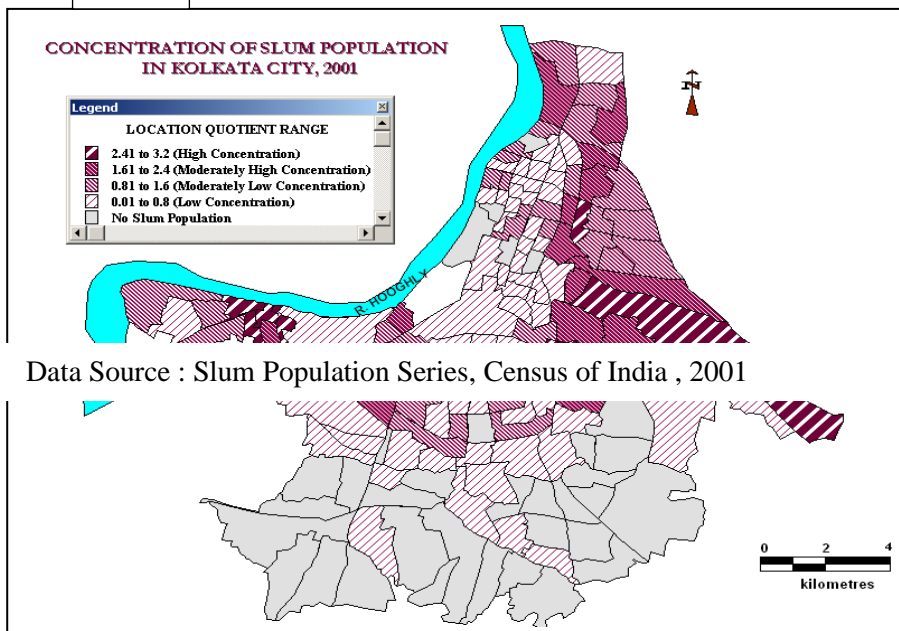 CONCENTRATION OF SLUM POPULATION
IN KOLKATA CITY, 2001
N
Legend
LOCATION QUOTIENT RANGE
2.41 to 3.2 (High Concentration)
1.61 to 2.4 (Moderately High Concentration)
0.81 to 1.6 (Moderately Low Concentration)
0.01 to 0.8 (Low Concentration)
No Slum Population
R. HOOGHLY
Data Source : Slum Population Series, Census of India , 2001
0 2 4
kilometres